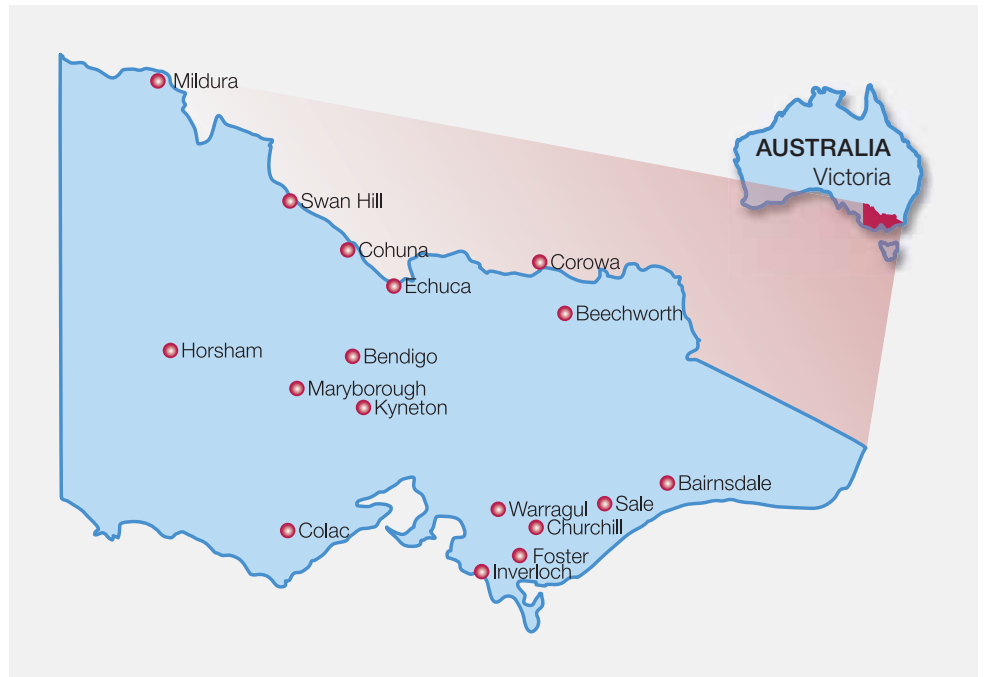 Mildura
AUSTRALIA
Victoria
Swan Hill
Cohuna
Corowa
Echuca
Beechworth
Horsham
Bendigo
Maryborough
Kyneton
Bairnsdale
Sale
Warragul
Churchill
Colac
Foster
Inverloch